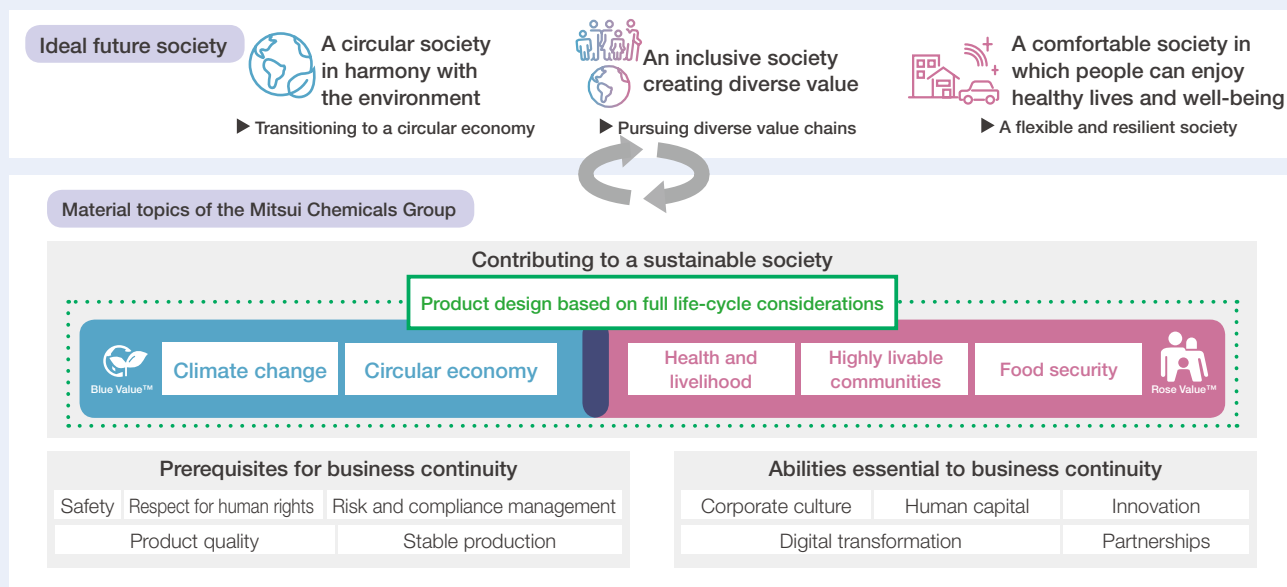 Ideal future society
A circular society
in harmony with
the environment
▶ Transitioning to a circular economy
An inclusive society
creating diverse value
▶ Pursuing diverse value chains
A comfortable society in
which people can enjoy
healthy lives and well-being
▶ A flexible and resilient society
Material topics of the Mitsui Chemicals Group
Contributing to a sustainable society
Product design based on full life-cycle considerations
Blue Value™
Climate change
Circular economy
Health and
livelihood
Highly livable
communities
Food security
Rose Value™
Prerequisites for business continuity
Safety
Respect for human rights
Risk and compliance management
Product quality
Stable production
Abilities essential to business continuity
Corporate culture
Human capital
Innovation
Digital transformation
Partnerships